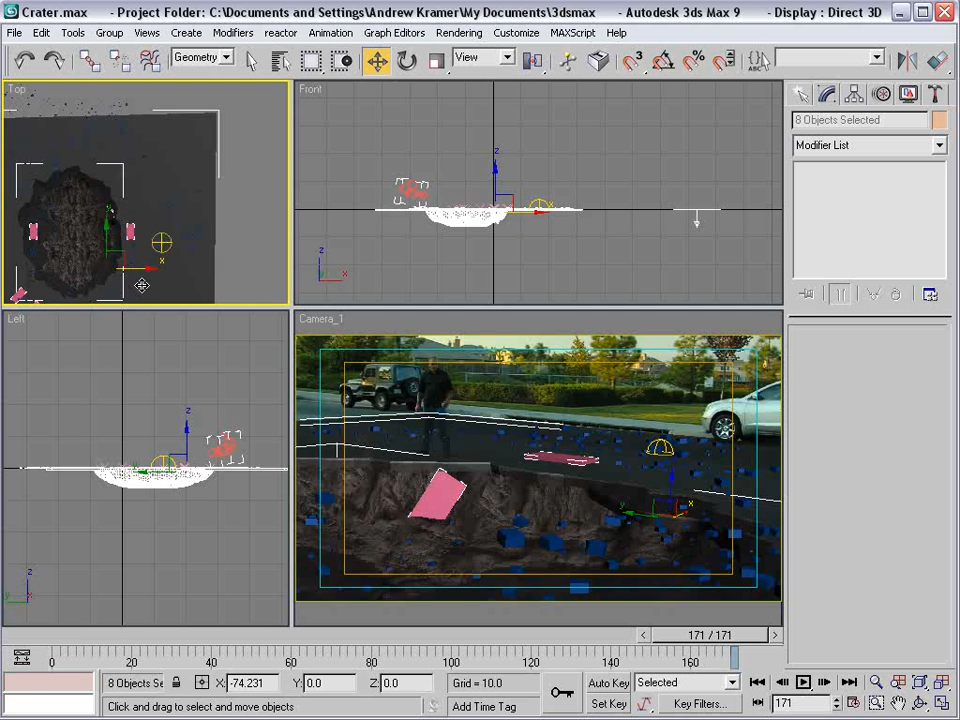 Crater.max - Project Folder: C:\Documents and Settings\Andrew Kramer\My Documents\3dsmax - Autodesk 3ds Max 9 - Display : Direct 3D
File Edit Tools Group Views Create Modifiers reactor Animation Graph Editors Rendering Customize MAXScript Help
Geometry View 3
Top
Front
8 Objects Selected
Modifier List
z
x
y
x
z
x
y
Left
Camera_1
z
y
x
z
y
x
171 / 171
0 20 40 60 80 100 120 140 160
8 Objects Se X: -74.231 Y: 0.0 Z: 0.0 Grid = 10.0 Auto Key Selected
Click and drag to select and move objects Add Time Tag Set Key Key Filters... 171